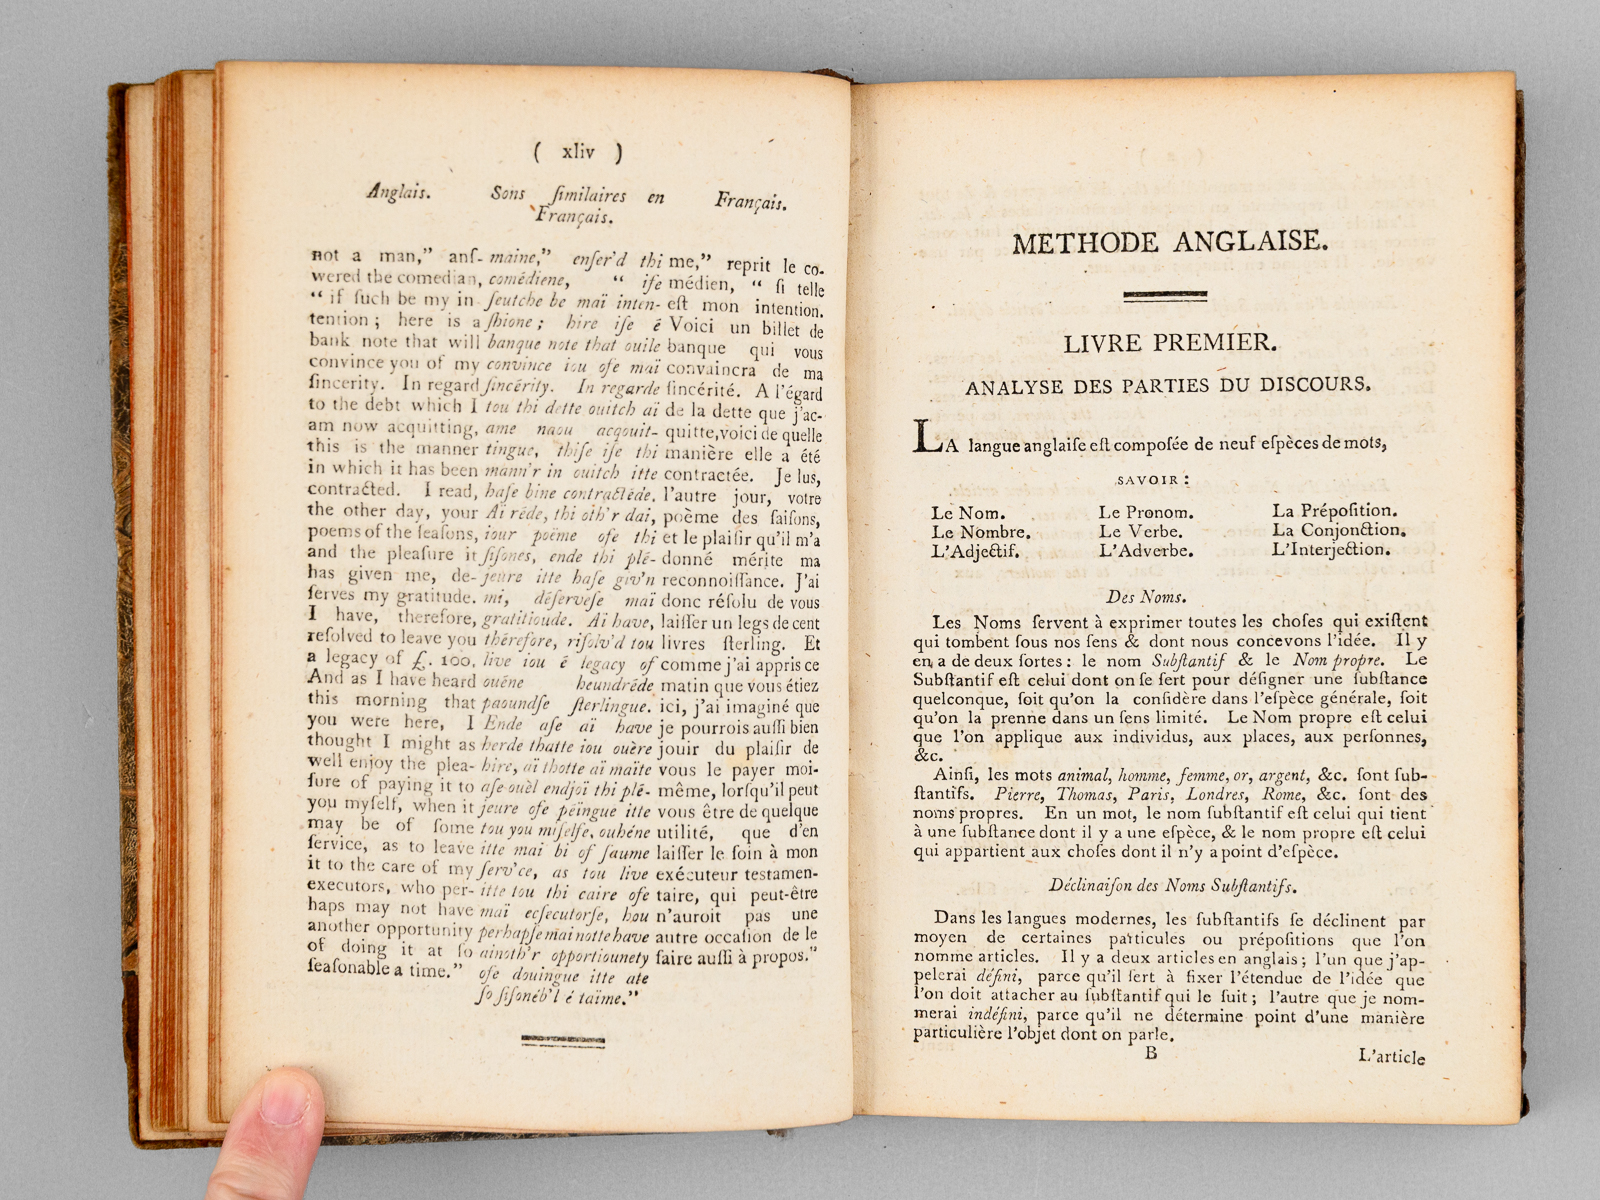 ( xliv )
Anglais.
Sons ſimilaires en
Français.
Français.
not a man,” anſ-
wered the comedian,
“ if ſuch be my in
tention ; here is a
bank note that will
convince you of my
ſincerity. In regard
to the debt which I
am now acquitting,
this is the manner
in which it has been
contracted. I read,
the other day, your
poems of the ſeaſons,
and the pleaſure it
has given me, de-
ſerves my gratitude.
I have, therefore,
reſolved to leave you
a legacy of £. 100,
And as I have heard
this morning that
you were here, I
thought I might as
well enjoy the plea-
ſure of paying it to
you myſelf, when it
may be of ſome
ſervice, as to leave
it to the care of my
executors, who per-
haps may not have
another opportunity
of doing it at ſo
ſeaſonable a time.”
maine,” enſer'd thi
comédiene, “ iſe
ſeutche be maï inten-
ſhione ; hire iſe é
banque note that ouile
convince iou oſe maï
ſincérity. In regarde
tou thi dette ouitch ai
ame naou acqouit-
tingue, thiſe iſe thi
mann'r in ouitch itte
haſe bine contractéde.
Aï réde, thi oih'r dai,
iour poëme oſe thi
ſiſones, ende thi plé-
jeure itte haſe giv'n
mi, déſerveſe maï
gratitioude. Aï have,
thérefore, riſolv'd tou
live iou é legacy of
ouéne heundréde
paoundſe ſterlingue.
Ende aſe aï have
herde thatte iou ouère
hire, aï thotte aï maïte
aſe ouèl endjoï thi plé-
jeure oſe péïngue itte
tou you miſelfe, ouhéne
itte mai bi of ſaume
ſerv'ce, as tou live
itte tou thi caire ofe
maï ecſecutorſe, hou
perhapſe mai notte have
ainoth'r opportiounety
oſe douingue itte ate
ſo ſiſonéb'l é taïme.”
me,” reprit le co-
médien, “ ſi telle
eſt mon intention.
Voici un billet de
banque qui vous
convaincra de ma
ſincérité. A l'égard
de la dette que j'ac-
quitte, voici de quelle
manière elle a été
contractée. Je lus,
l'autre jour, votre
poème des ſaiſons,
et le plaiſir qu'il m'a
donné mérite ma
reconnoiſſance. J'ai
donc réſolu de vous
laiſſer un legs de cent
livres ſterling. Et
comme j'ai appris ce
matin que vous étiez
ici, j'ai imaginé que
je pourrois auſſi bien
jouir du plaiſir de
vous le payer moi-
même, lorſqu'il peut
vous être de quelque
utilité, que d'en
laiſſer le ſoin à mon
exécuteur testamen-
taire, qui peut-être
n'auroit pas une
autre occaſion de le
faire auſſi à propos.”
METHODE ANGLAISE.
LIVRE PREMIER.
ANALYSE DES PARTIES DU DISCOURS.
LA langue anglaiſe eſt compoſée de neuf eſpèces de mots,
SAVOIR :
Le Nom. Le Pronom. La Prépoſition.
Le Nombre. Le Verbe. La Conjonction.
L'Adjectif. L'Adverbe. L'Interjection.
Des Noms.
Les Noms ſervent à exprimer toutes les choſes qui exiſtent
qui tombent ſous nos ſens & dont nous concevons l'idée. Il y
en a de deux ſortes : le nom Subſtantif & le Nom propre. Le
Subſtantif eſt celui dont on ſe ſert pour déſigner une ſubſtance
quelconque, ſoit qu'on la conſidère dans l'eſpèce générale, ſoit
qu'on la prenne dans un ſens limité. Le Nom propre eſt celui
que l'on applique aux individus, aux places, aux perſonnes,
&c.
Ainſi, les mots animal, homme, femme, or, argent, &c. ſont ſub-
ſtantifs. Pierre, Thomas, Paris, Londres, Rome, &c. ſont des
noms propres. En un mot, le nom ſubſtantif eſt celui qui tient
à une ſubſtance dont il y a une eſpèce, & le nom propre eſt celui
qui appartient aux choſes dont il n'y a point d'eſpèce.
Déclinaiſon des Noms Subſtantifs.
Dans les langues modernes, les ſubſtantifs ſe déclinent par
moyen de certaines particules ou prépoſitions que l'on
nomme articles. Il y a deux articles en anglais ; l'un que j'ap-
pelerai défini, parce qu'il ſert à fixer l'étendue de l'idée que
l'on doit attacher au ſubſtantif qui le ſuit ; l'autre que je nom-
merai indéfini, parce qu'il ne détermine point d'une manière
particulière l'objet dont on parle.
B
L'article